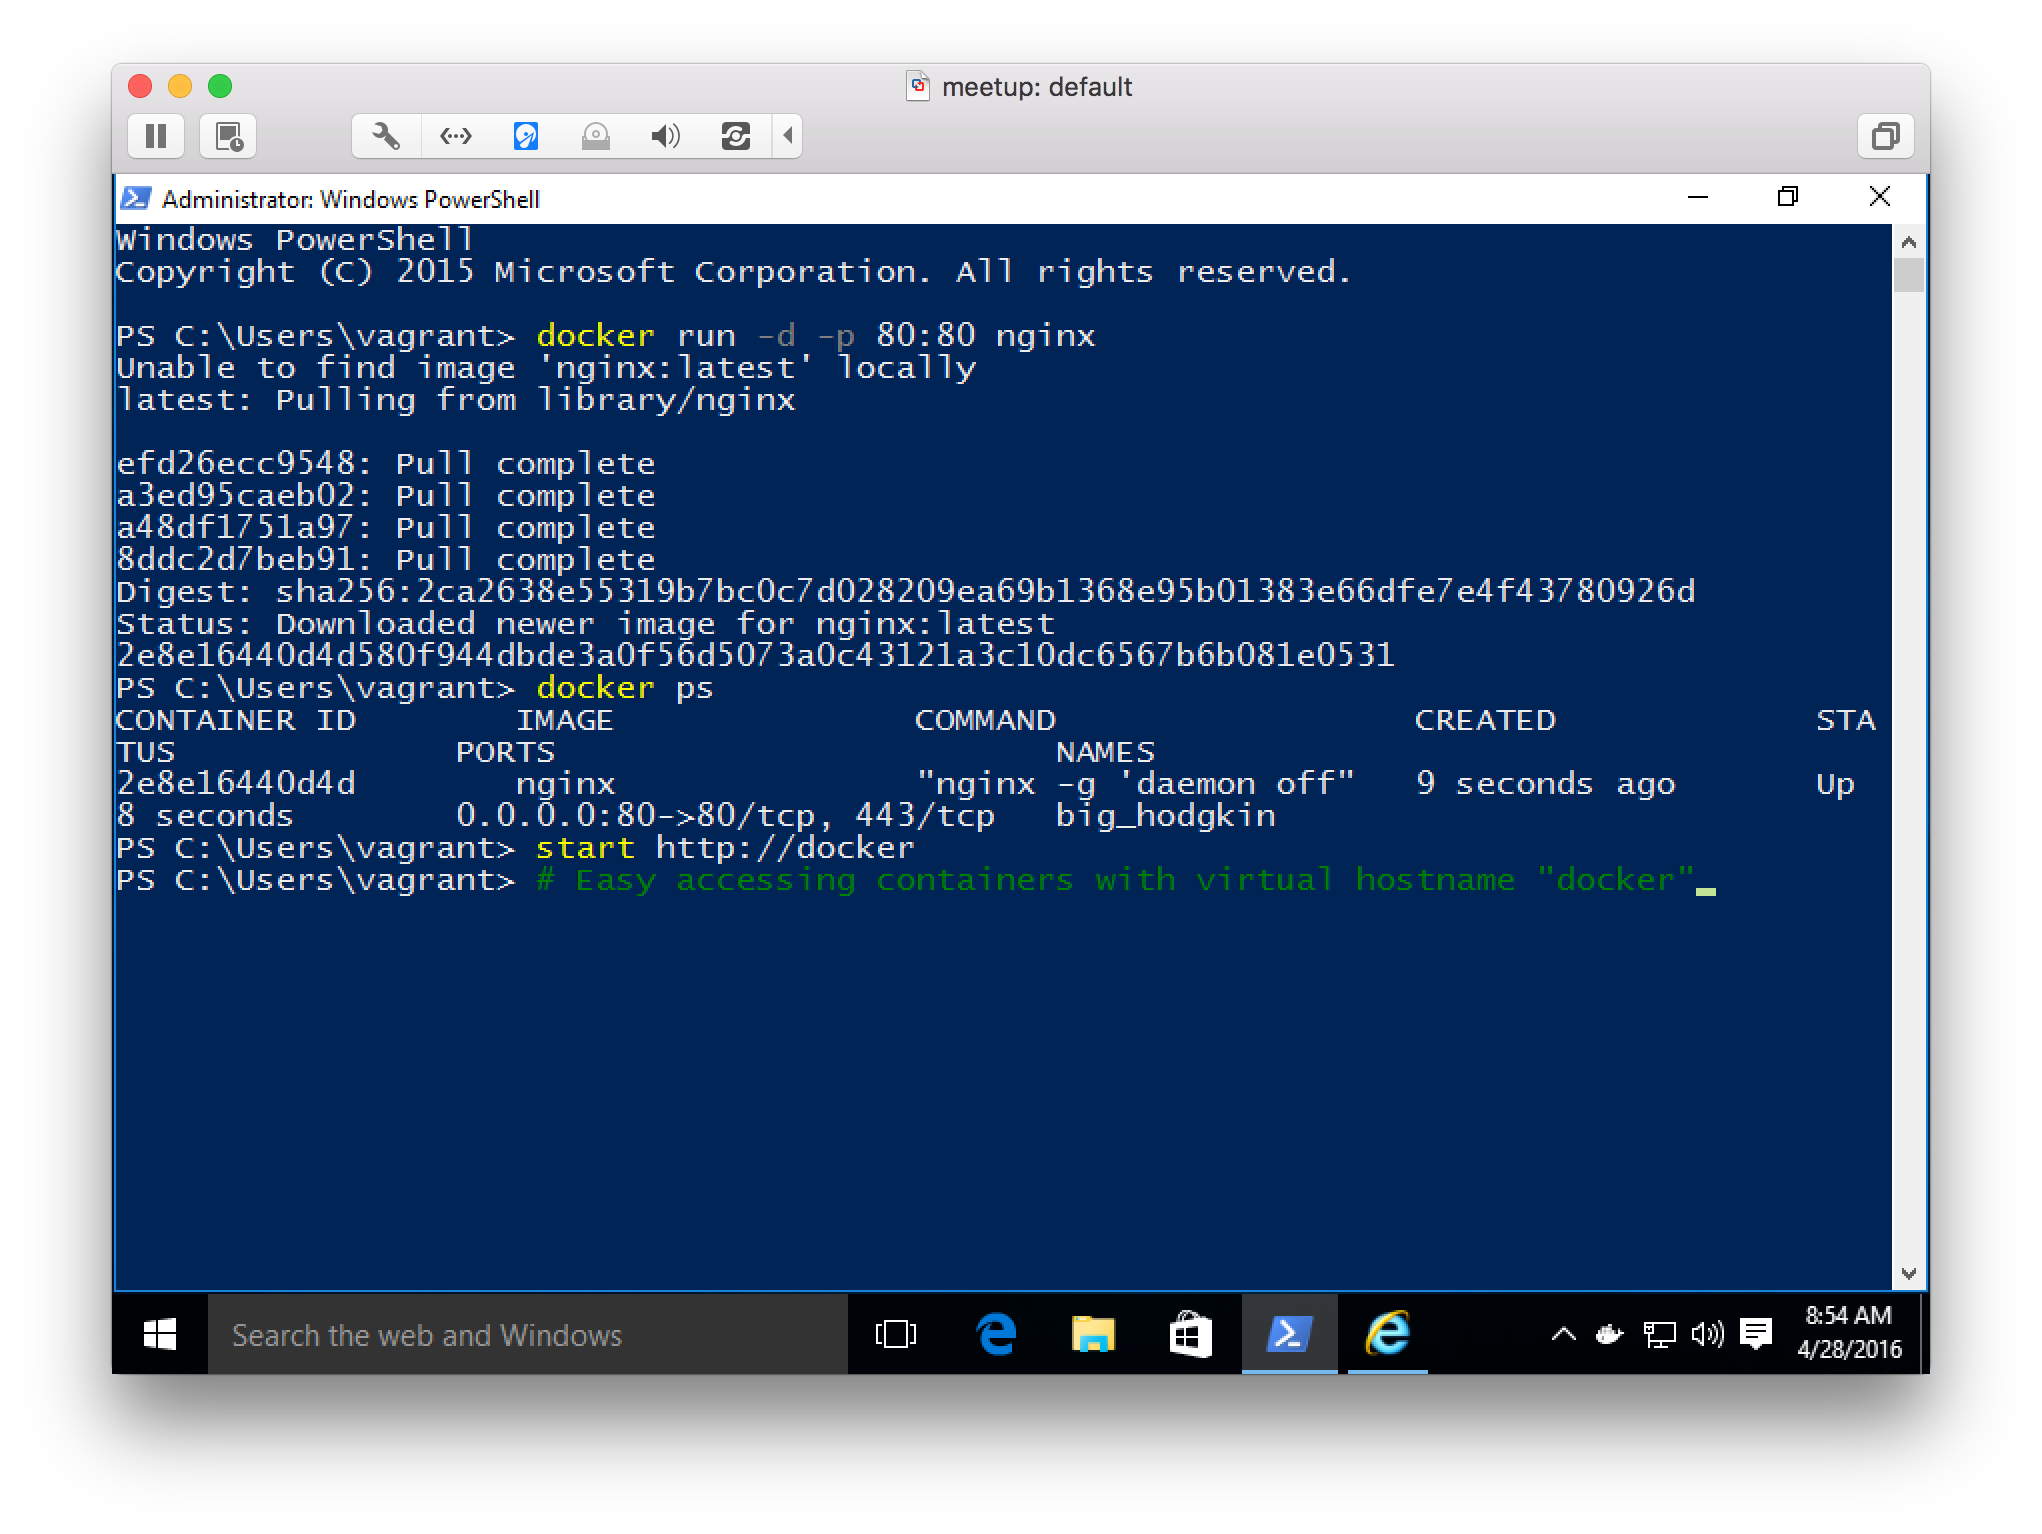 meetup: default
Administrator: Windows PowerShell
Windows PowerShell
Copyright (C) 2015 Microsoft Corporation. All rights reserved.
PS C:\Users\vagrant> docker run -d -p 80:80 nginx
Unable to find image 'nginx:latest' locally
latest: Pulling from library/nginx
efd26ecc9548: Pull complete
a3ed95caeb02: Pull complete
a48df1751a97: Pull complete
8ddc2d7beb91: Pull complete
Digest: sha256:2ca2638e55319b7bc0c7d028209ea69b1368e95b01383e66dfe7e4f43780926d
Status: Downloaded newer image for nginx:latest
2e8e16440d4d580f944dbde3a0f56d5073a0c43121a3c10dc6567b6b081e0531
PS C:\Users\vagrant> docker ps
CONTAINER ID        IMAGE               COMMAND                  CREATED             STA
TUS              PORTS                         NAMES
2e8e16440d4d        nginx               "nginx -g 'daemon off"   9 seconds ago       Up
8 seconds        0.0.0.0:80->80/tcp, 443/tcp   big_hodgkin
PS C:\Users\vagrant> start http://docker
PS C:\Users\vagrant> # Easy accessing containers with virtual hostname "docker"_
Search the web and Windows
8:54 AM
4/28/2016